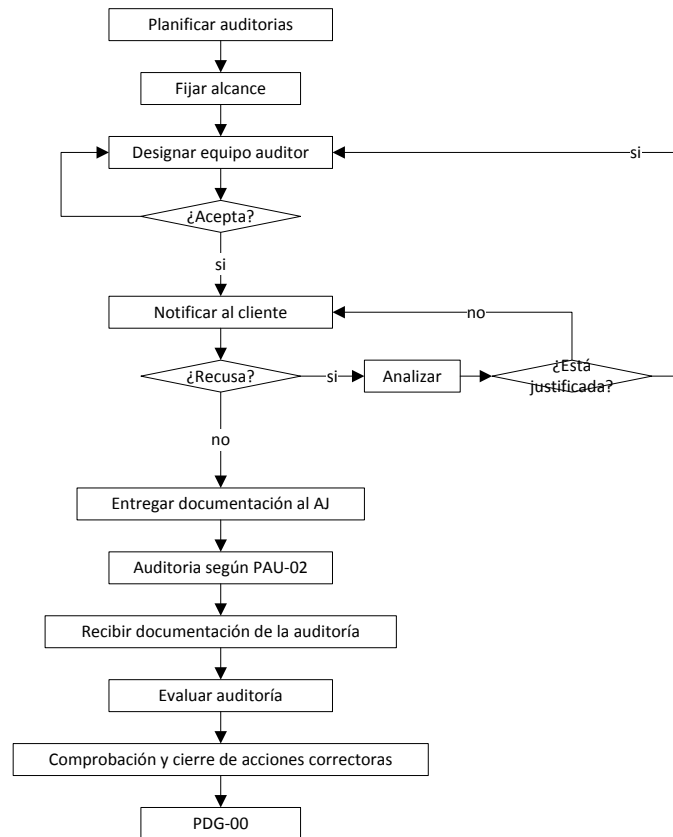 Planificar auditorias
Fijar alcance
Designar equipo auditor
si
¿Acepta?
si
Notificar al cliente
no
¿Recusa?
si
Analizar
¿Está
justificada?
no
Entregar documentación al AJ
Auditoria según PAU-02
Recibir documentación de la auditoría
Evaluar auditoría
Comprobación y cierre de acciones correctoras
PDG-00